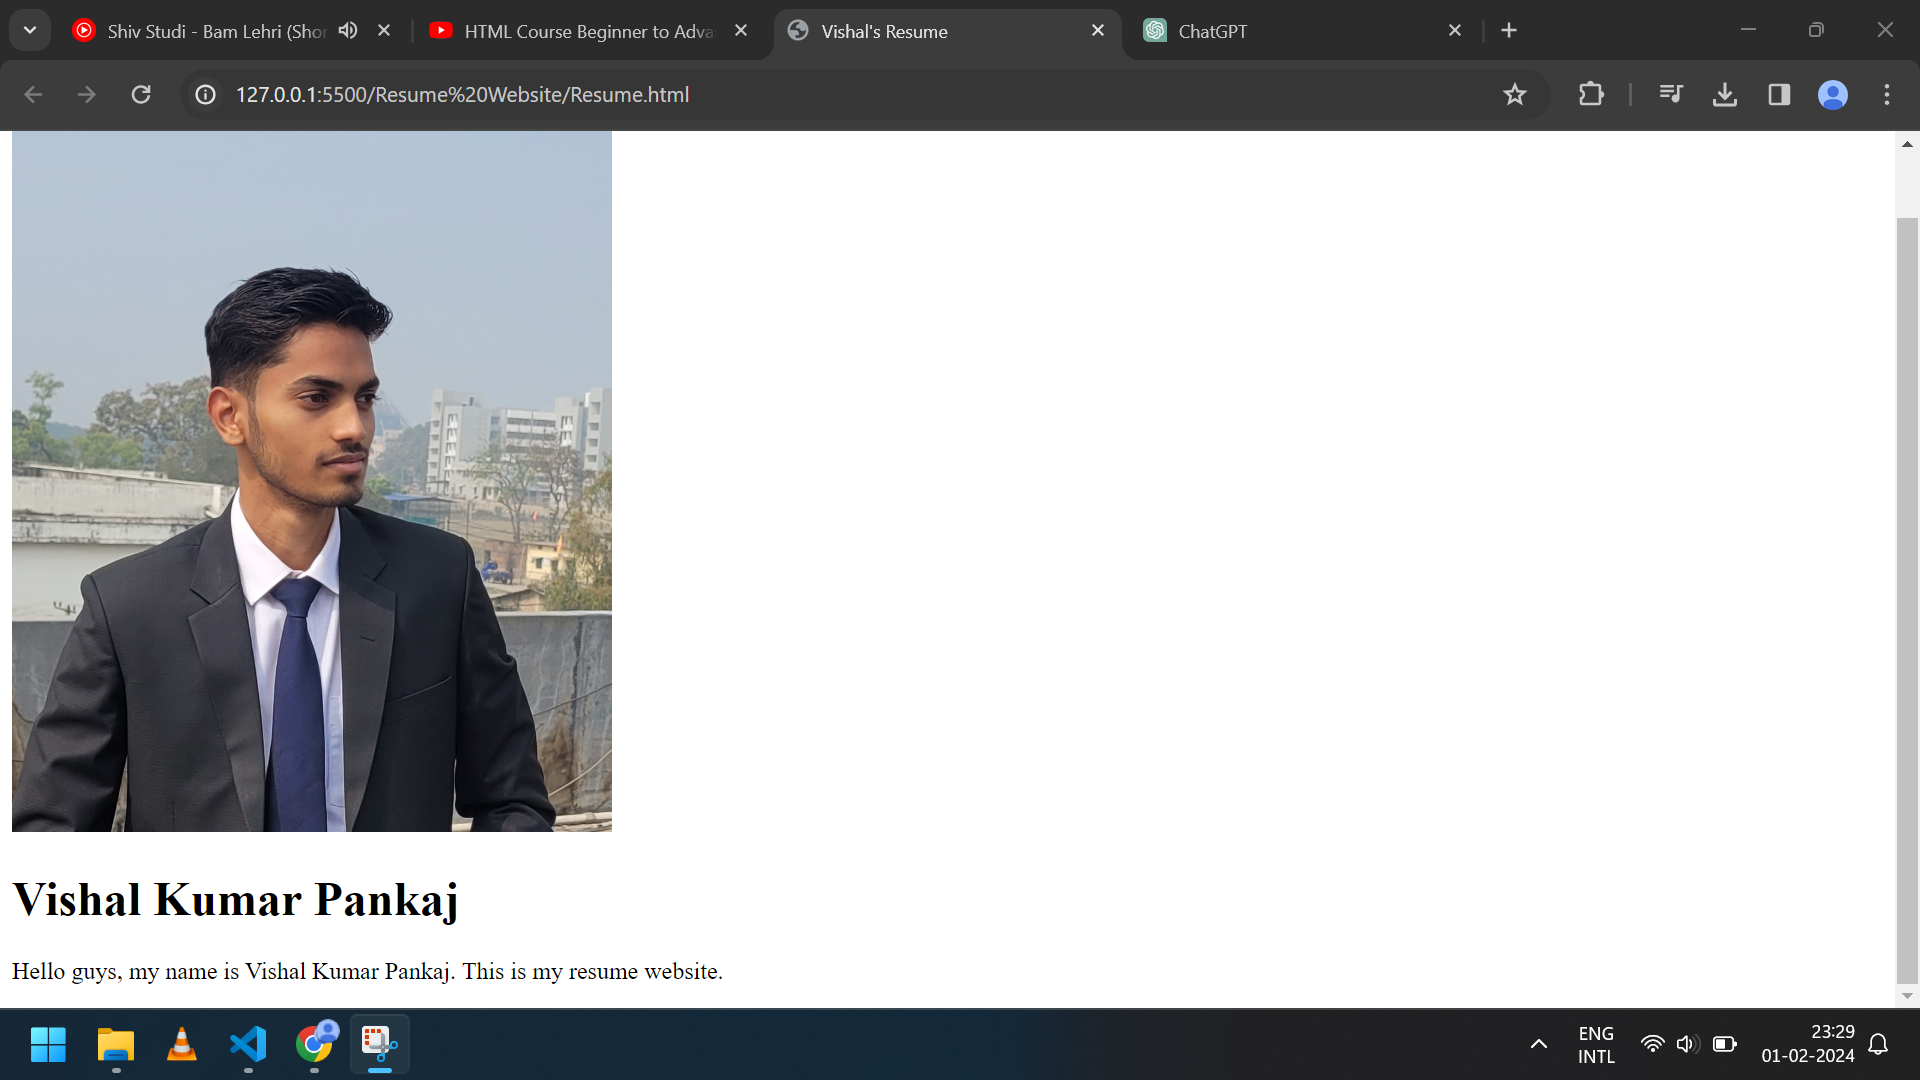 Shiv Studi - Bam Lehri (Shor
HTML Course Beginner to Adva
Vishal's Resume
ChatGPT
127.0.0.1:5500/Resume%20Website/Resume.html
Vishal Kumar Pankaj
Hello guys, my name is Vishal Kumar Pankaj. This is my resume website.
ENG
INTL
23:29
01-02-2024